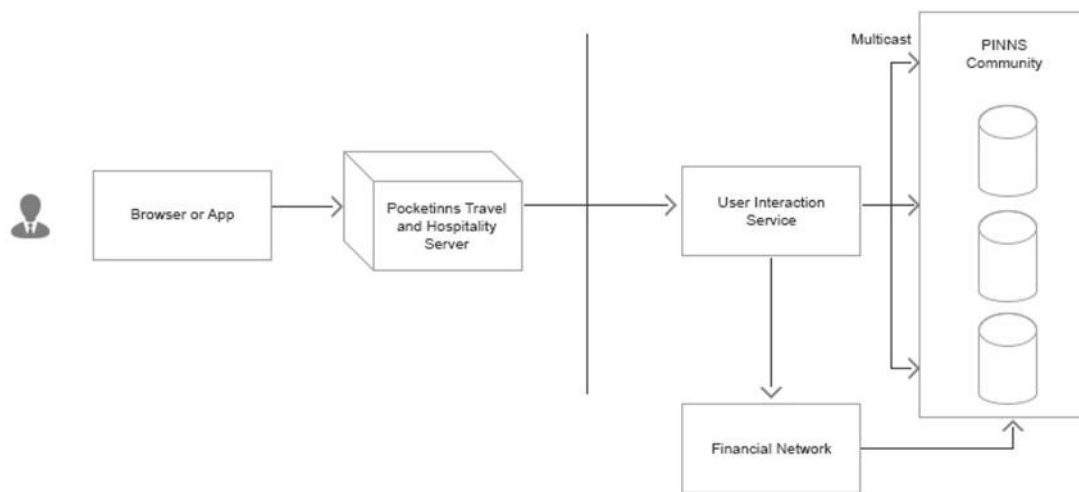 Multicast
PINNS
Community
Browser or App
Pocketinns Travel
and Hospitality
Server
User Interaction
Service
Financial Network